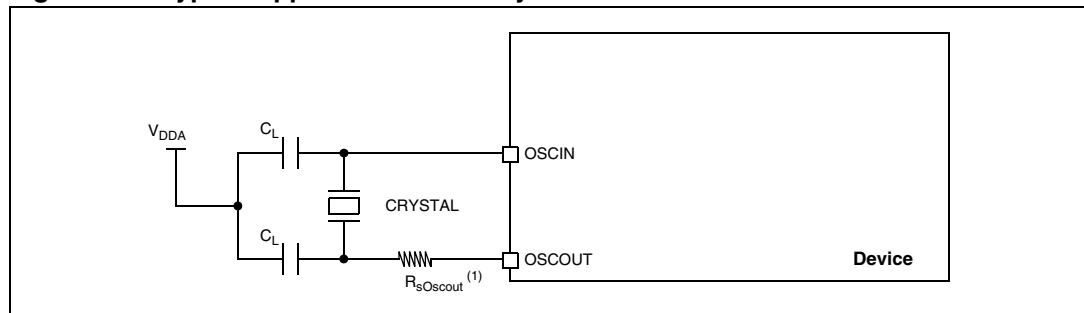 V_DDA
C_L
OSCIN
CRYSTAL
C_L
OSCOUT
R_sOscout (1)
Device